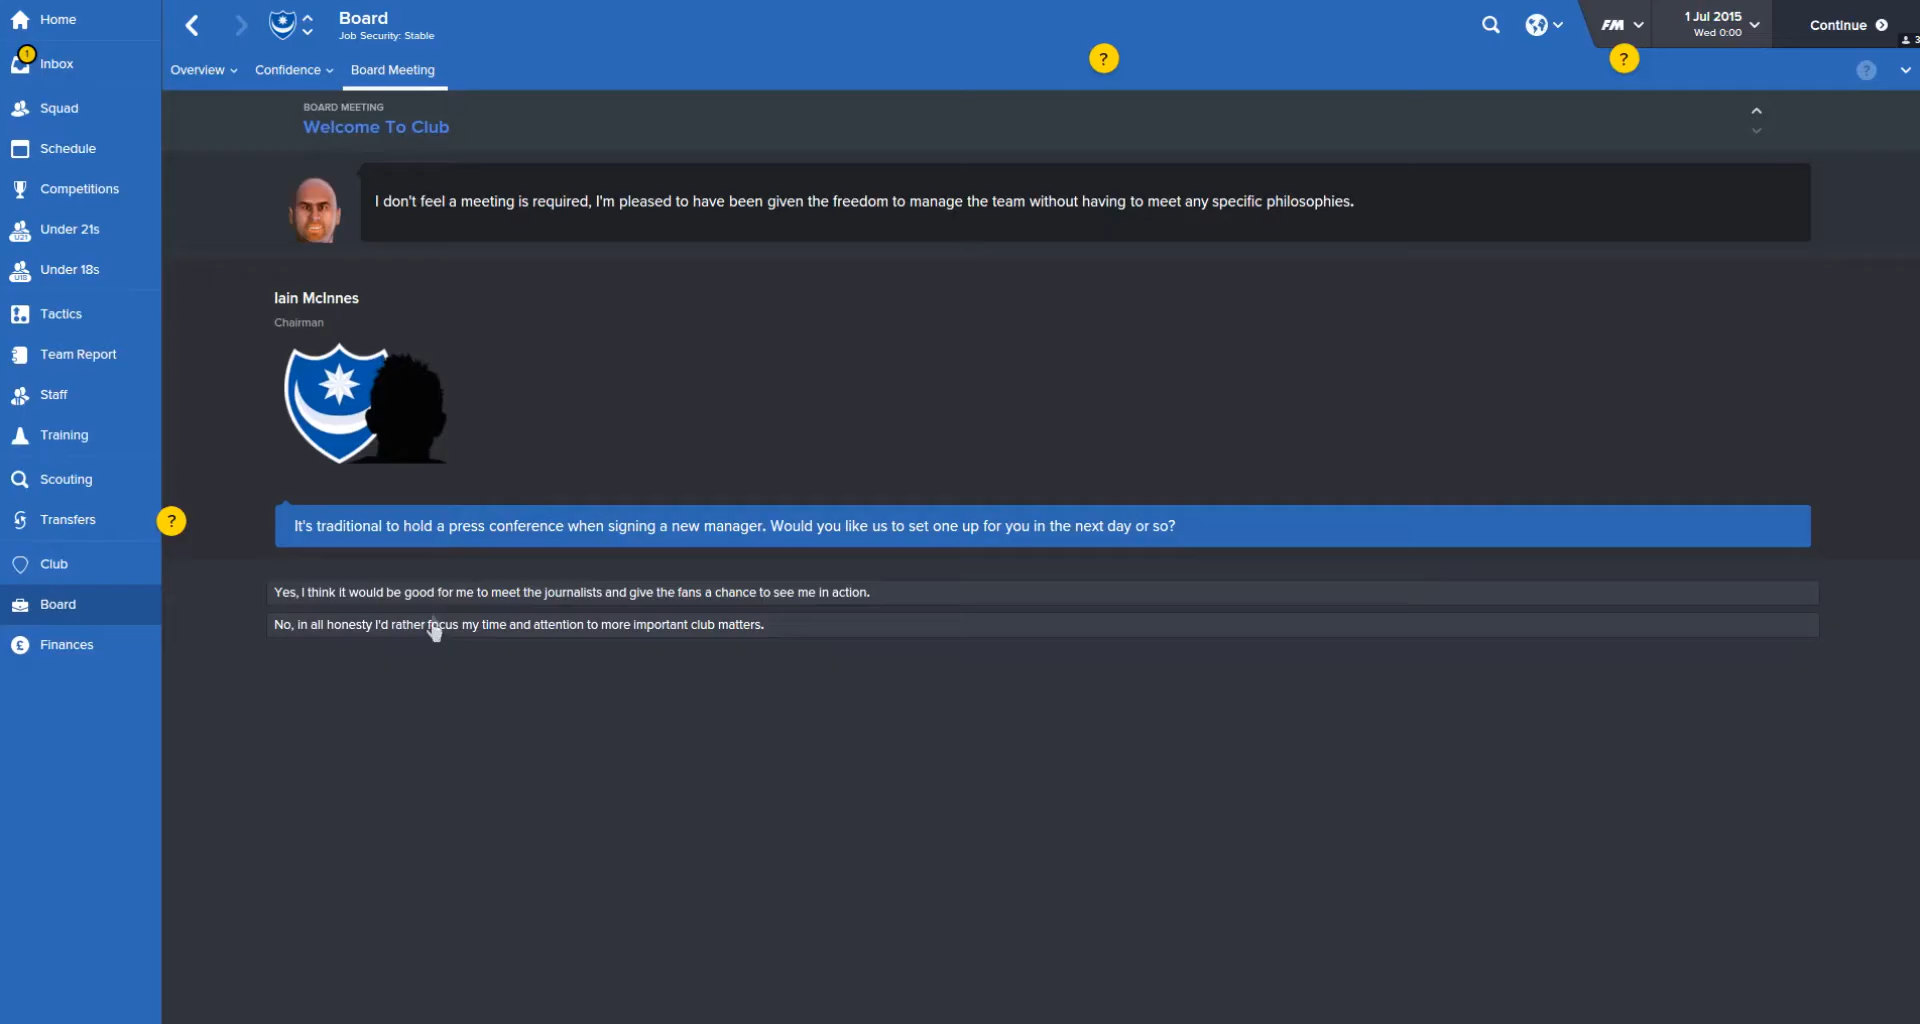 Home
1
Inbox
Squad
Schedule
Competitions
Under 21s
Under 18s
Tactics
Team Report
Staff
Training
Scouting
Transfers
?
Club
Board
Finances
Board
Job Security: Stable
FM
1 Jul 2015
Wed 0:00
Continue
3
Overview
Confidence
Board Meeting
?
?
?
BOARD MEETING
Welcome To Club
I don't feel a meeting is required, I'm pleased to have been given the freedom to manage the team without having to meet any specific philosophies.
Iain McInnes
Chairman
It's traditional to hold a press conference when signing a new manager. Would you like us to set one up for you in the next day or so?
Yes, I think it would be good for me to meet the journalists and give the fans a chance to see me in action.
No, in all honesty I'd rather focus my time and attention to more important club matters.